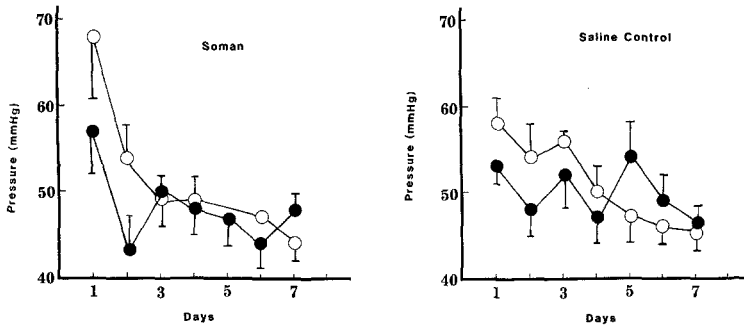 Soman
Pressure (mmHg)
70
60
50
40
1 3 5 7
Days
Saline Control
Pressure (mmHg)
70
60
50
40
1 3 5 7
Days